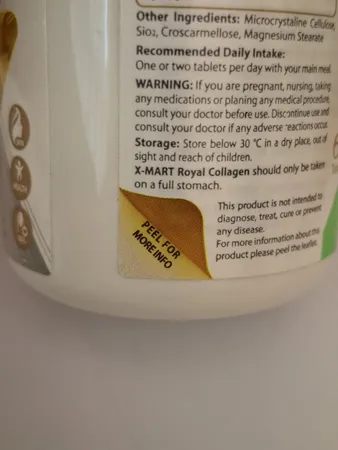 Other Ingredients: Microcrystaline Cellulose,
Sio₂, Croscarmellose, Magnesium Stearate
Recommended Daily Intake:
One or two tablets per day with your main meal.
WARNING: If you are pregnant, nursing, taking
any medications or planing any medical procedure,
consult your doctor before use. Discontinue use and
consult your doctor if any adverse reactions occur.
Storage: Store below 30 °C in a dry place, out of
sight and reach of children.
X-MART Royal Collagen should only be taken
on a full stomach.
PEEL FOR
MORE INFO
This product is not intended to
diagnose, treat, cure or prevent
any disease.
For more information about this
product please peel the leaflet.